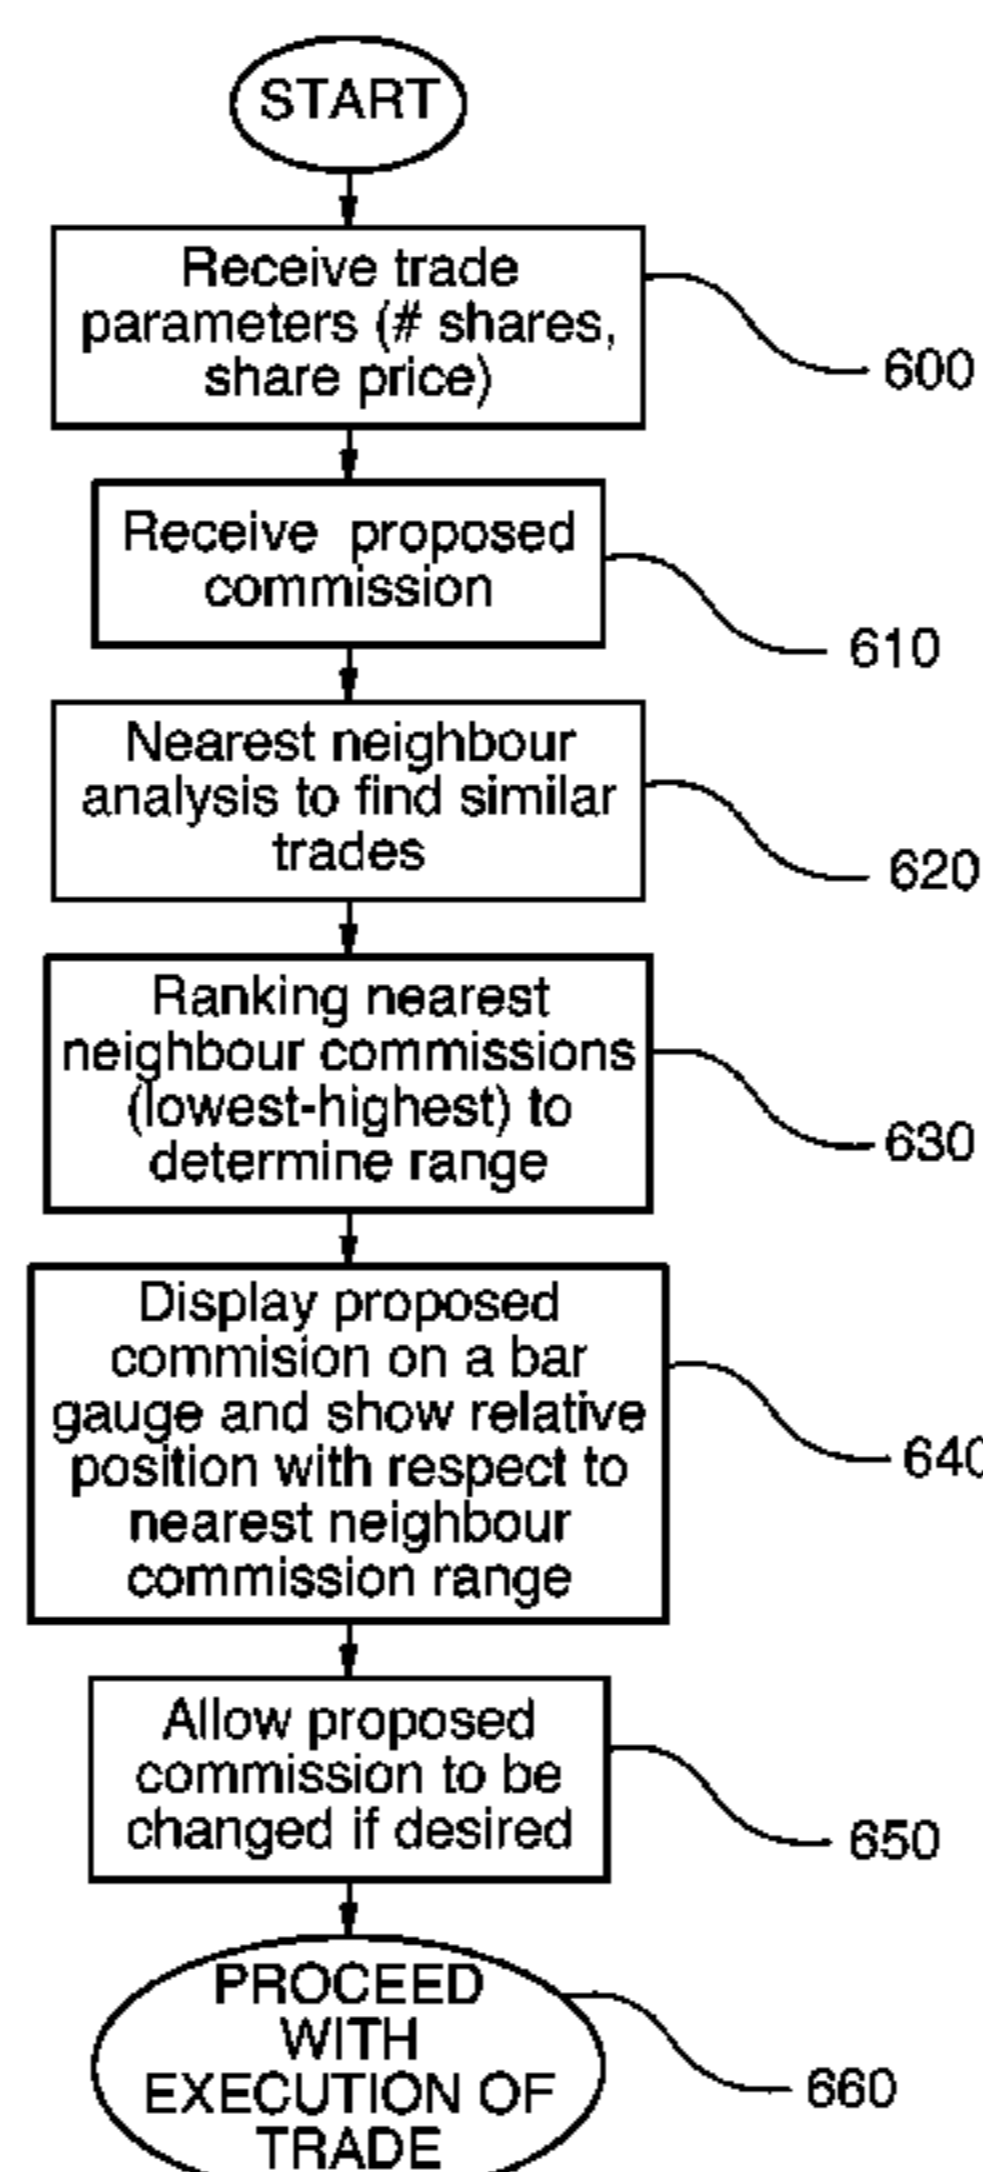 START
Receive trade
parameters (# shares,
share price)
600
Receive proposed
commission
610
Nearest neighbour
analysis to find similar
trades
620
Ranking nearest
neighbour commissions
(lowest-highest) to
determine range
630
Display proposed
commision on a bar
gauge and show relative
position with respect to
nearest neighbour
commission range
640
Allow proposed
commission to be
changed if desired
650
PROCEED
WITH
EXECUTION OF
TRADE
660